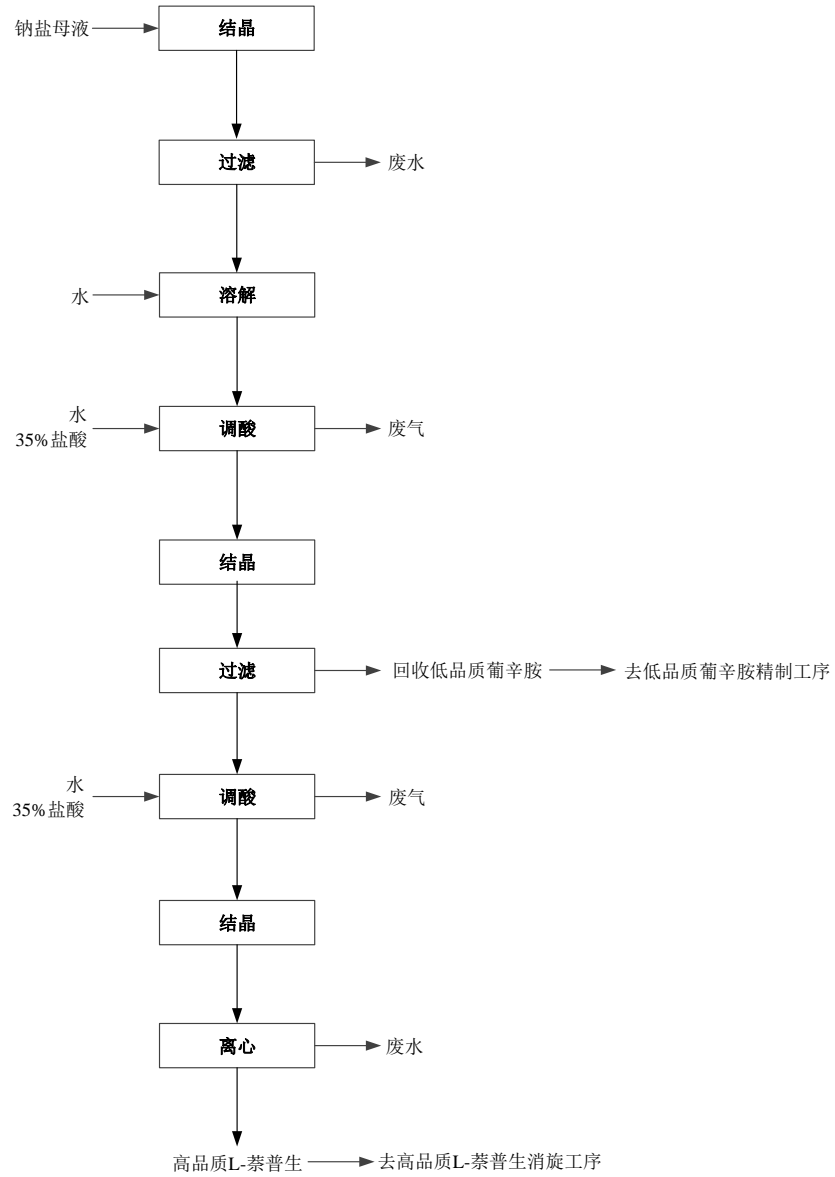 钠盐母液
结晶
过滤
废水
水
溶解
水
35%盐酸
调酸
废气
结晶
过滤
回收低品质葡辛胺
去低品质葡辛胺精制工序
水
35%盐酸
调酸
废气
结晶
离心
废水
高品质L-萘普生
去高品质L-萘普生消旋工序